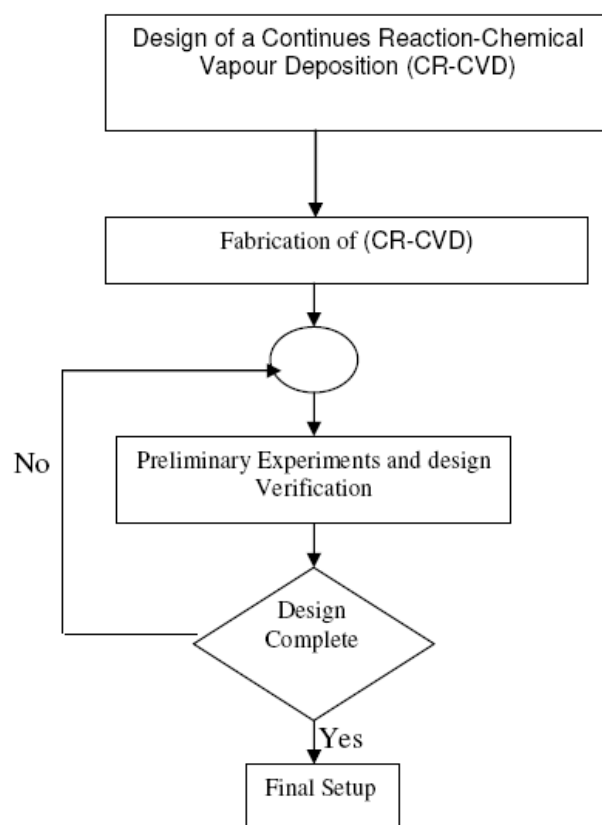 Design of a Continues Reaction-Chemical
Vapour Deposition (CR-CVD)
Fabrication of (CR-CVD)
No
Preliminary Experiments and design
Verification
Design
Complete
Yes
Final Setup